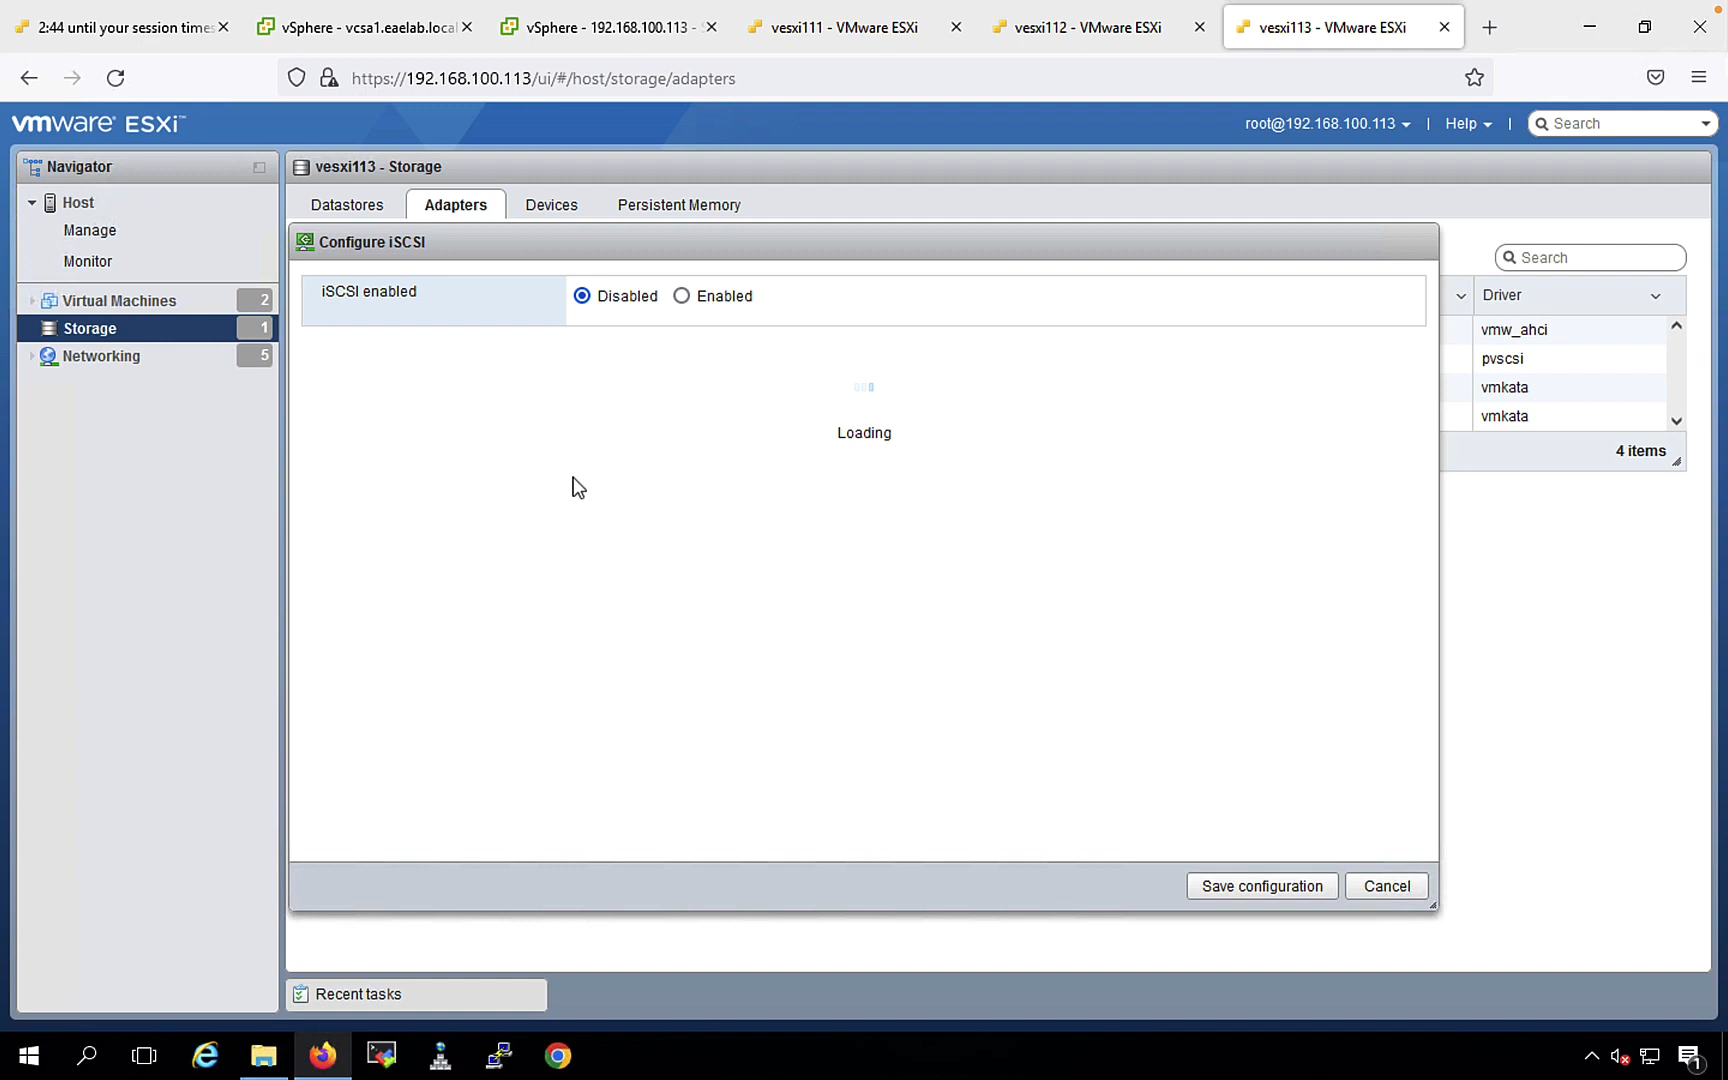 2:44 until your session times
vSphere - vcsa1.eaelab.local
vSphere - 192.168.100.113 -
vesxi111 - VMware ESXi
vesxi112 - VMware ESXi
vesxi113 - VMware ESXi
https://192.168.100.113/ui/#/host/storage/adapters
vmware ESXi™
root@192.168.100.113
|
Help
|
Search
Navigator
vesxi113 - Storage
Host
Manage
Monitor
Virtual Machines
2
Storage
1
Networking
5
Datastores
Adapters
Devices
Persistent Memory
Configure iSCSI
Search
iSCSI enabled
Disabled
Enabled
Driver
vmw_ahci
pvscsi
vmkata
vmkata
4 items
Loading
Save configuration
Cancel
Recent tasks
1